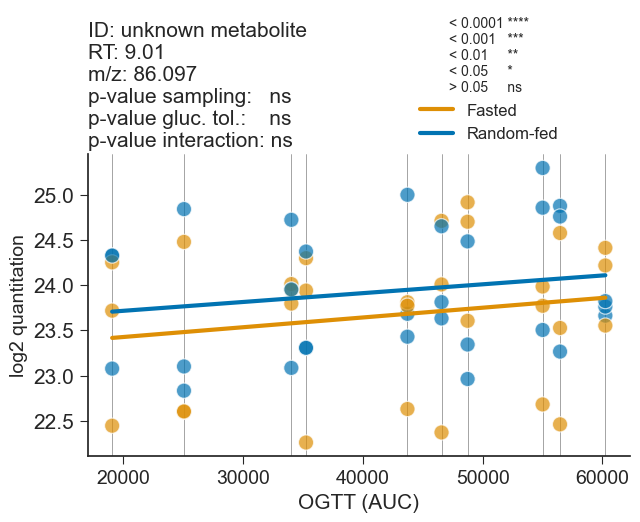 ID: unknown metabolite
RT: 9.01
m/z: 86.097
p-value sampling: ns
p-value gluc. tol.: ns
p-value interaction: ns
< 0.0001 ****
< 0.001 ***
< 0.01 **
< 0.05 *
> 0.05 ns
Fasted
Random-fed
log2 quantitation
25.0
24.5
24.0
23.5
23.0
22.5
20000 30000 40000 50000 60000
OGTT (AUC)